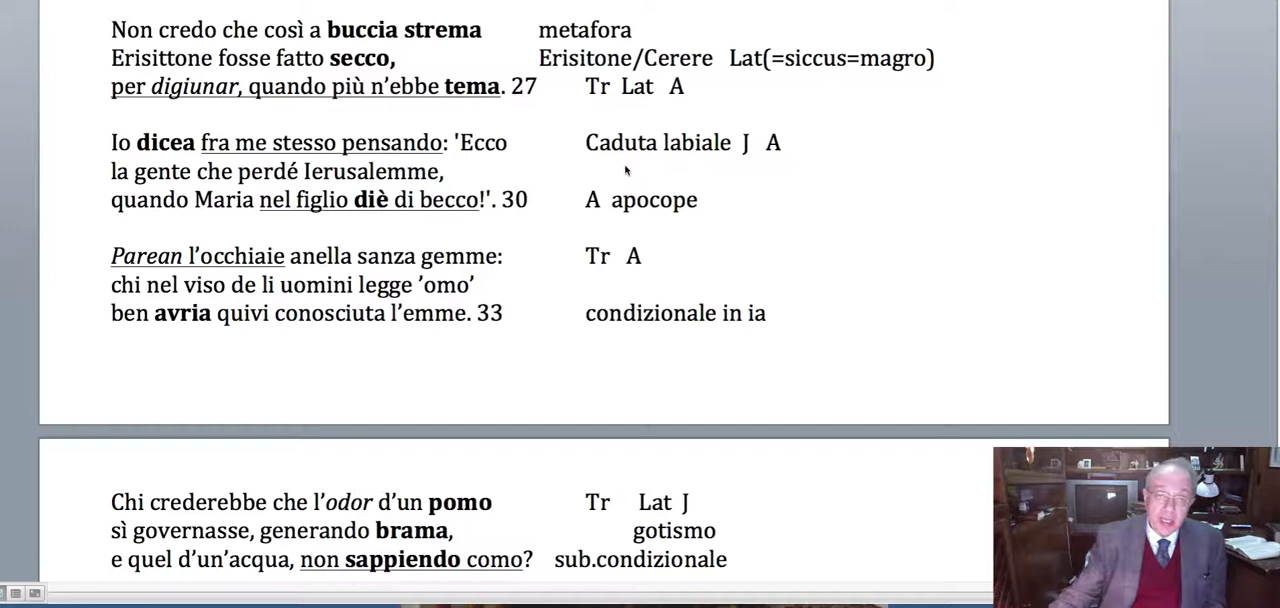 Non credo che così a buccia strema metafora
Erisittone fosse fatto secco, Erisitone/Cerere Lat(=siccus=magro)
per digiunar, quando più n’ebbe tema. 27 Tr Lat A
Io dicea fra me stesso pensando: 'Ecco Caduta labiale J A
la gente che perdé Ierusalemme,
quando Maria nel figlio diè di becco!'. 30 A apocope
Parean l’occhiaie anella sanza gemme: Tr A
chi nel viso de li uomini legge ’omo’
ben avria quivi conosciuta l’emme. 33 condizionale in ia
Chi crederebbe che l’odor d’un pomo Tr Lat J
sì governasse, generando brama, gotismo
e quel d’un’acqua, non sappiendo como? sub.condizionale